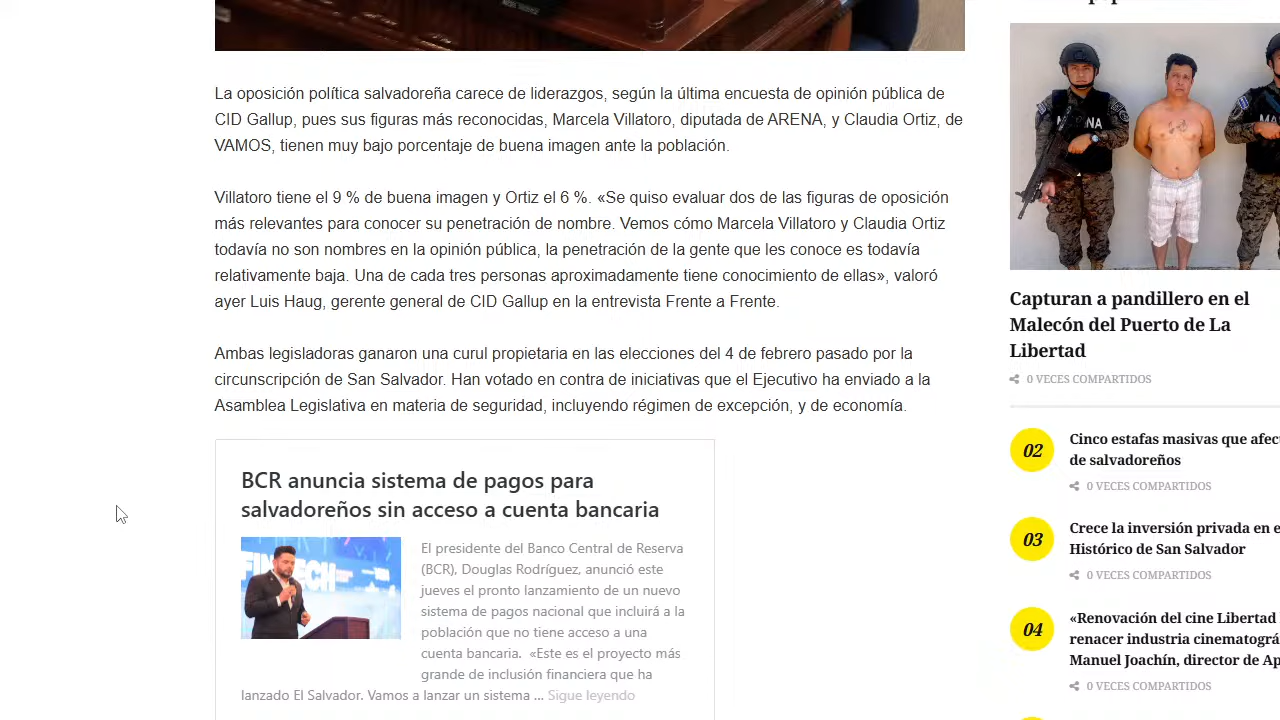 La oposición política salvadoreña carece de liderazgos, según la última encuesta de opinión pública de
CID Gallup, pues sus figuras más reconocidas, Marcela Villatoro, diputada de ARENA, y Claudia Ortiz, de
VAMOS, tienen muy bajo porcentaje de buena imagen ante la población.
Villatoro tiene el 9 % de buena imagen y Ortiz el 6 %. «Se quiso evaluar dos de las figuras de oposición
más relevantes para conocer su penetración de nombre. Vemos cómo Marcela Villatoro y Claudia Ortiz
todavía no son nombres en la opinión pública, la penetración de la gente que les conoce es todavía
relativamente baja. Una de cada tres personas aproximadamente tiene conocimiento de ellas», valoró
ayer Luis Haug, gerente general de CID Gallup en la entrevista Frente a Frente.
Ambas legisladoras ganaron una curul propietaria en las elecciones del 4 de febrero pasado por la
circunscripción de San Salvador. Han votado en contra de iniciativas que el Ejecutivo ha enviado a la
Asamblea Legislativa en materia de seguridad, incluyendo régimen de excepción, y de economía.
BCR anuncia sistema de pagos para
salvadoreños sin acceso a cuenta bancaria
El presidente del Banco Central de Reserva
(BCR), Douglas Rodríguez, anunció este
jueves el pronto lanzamiento de un nuevo
sistema de pagos nacional que incluirá a la
población que no tiene acceso a una
cuenta bancaria. «Este es el proyecto más
grande de inclusión financiera que ha
lanzado El Salvador. Vamos a lanzar un sistema ... Sigue leyendo
Capturan a pandillero en el
Malecón del Puerto de La
Libertad
0 VECES COMPARTIDOS
02
Cinco estafas masivas que afec
de salvadoreños
0 VECES COMPARTIDOS
03
Crece la inversión privada en e
Histórico de San Salvador
0 VECES COMPARTIDOS
04
«Renovación del cine Libertad
renacer industria cinematográ
Manuel Joachín, director de Ap
0 VECES COMPARTIDOS